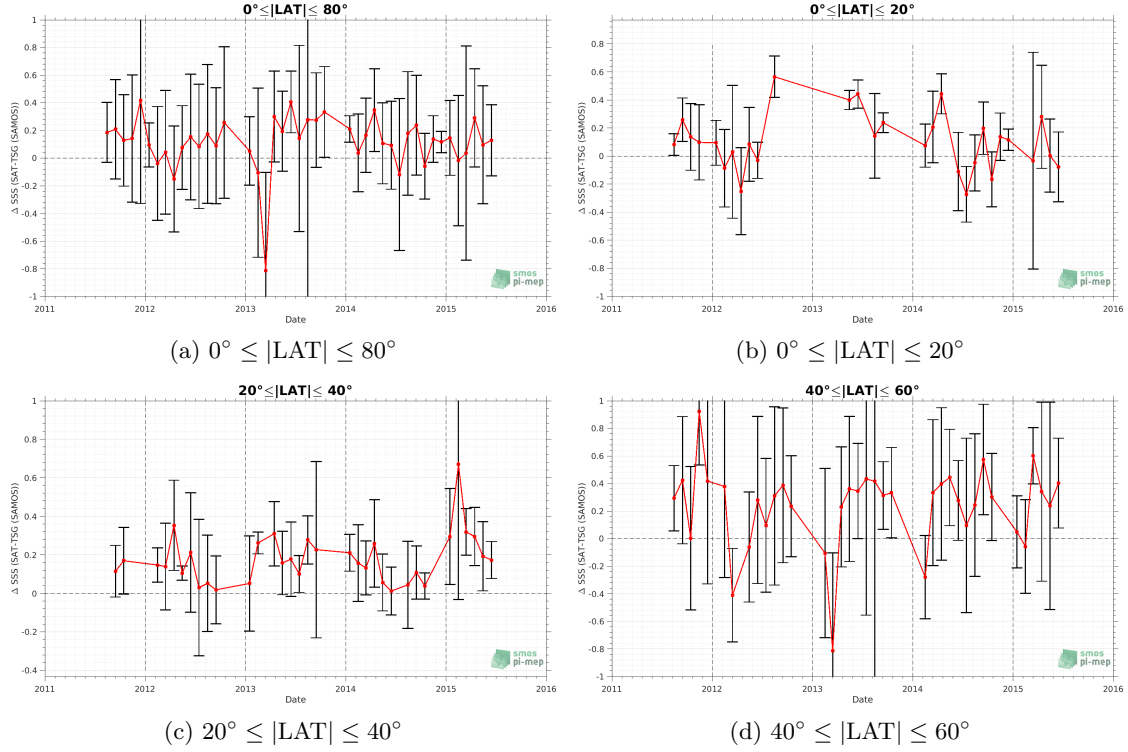 0°≤|LAT|≤ 80°
Δ SSS (SAT-TSG (SAMOS))
1
0.8
0.6
0.4
0.2
0
-0.2
-0.4
-0.6
-0.8
-1
2011 2012 2013 2014 2015 2016
Date
smos
pi-mep
(a) 0° ≤ |LAT| ≤ 80°
0°≤|LAT|≤ 20°
Δ SSS (SAT-TSG (SAMOS))
0.8
0.6
0.4
0.2
0
-0.2
-0.4
-0.6
-0.8
-1
2011 2012 2013 2014 2015 2016
Date
smos
pi-mep
(b) 0° ≤ |LAT| ≤ 20°
20°≤|LAT|≤ 40°
Δ SSS (SAT-TSG (SAMOS))
1
0.8
0.6
0.4
0.2
0
-0.2
-0.4
2011 2012 2013 2014 2015 2016
Date
smos
pi-mep
(c) 20° ≤ |LAT| ≤ 40°
40°≤|LAT|≤ 60°
Δ SSS (SAT-TSG (SAMOS))
1
0.8
0.6
0.4
0.2
0
-0.2
-0.4
-0.6
-0.8
-1
2011 2012 2013 2014 2015 2016
Date
smos
pi-mep
(d) 40° ≤ |LAT| ≤ 60°